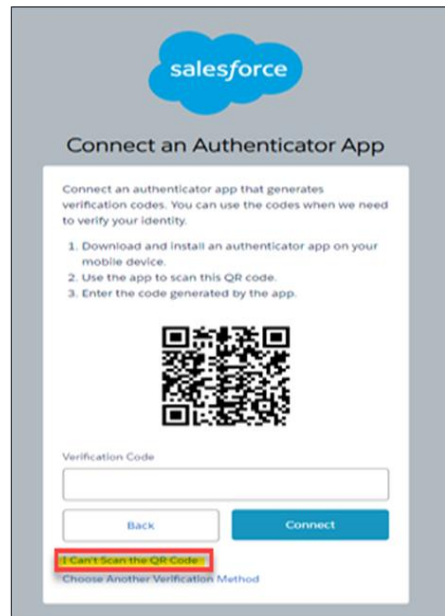 salesforce
Connect an Authenticator App
Connect an authenticator app that generates
verification codes. You can use the codes when we need
to verify your identity.
1. Download and install an authenticator app on your
mobile device.
2. Use the app to scan this QR code.
3. Enter the code generated by the app.
Verification Code
Back
Connect
I Can't Scan the QR Code
Choose Another Verification Method